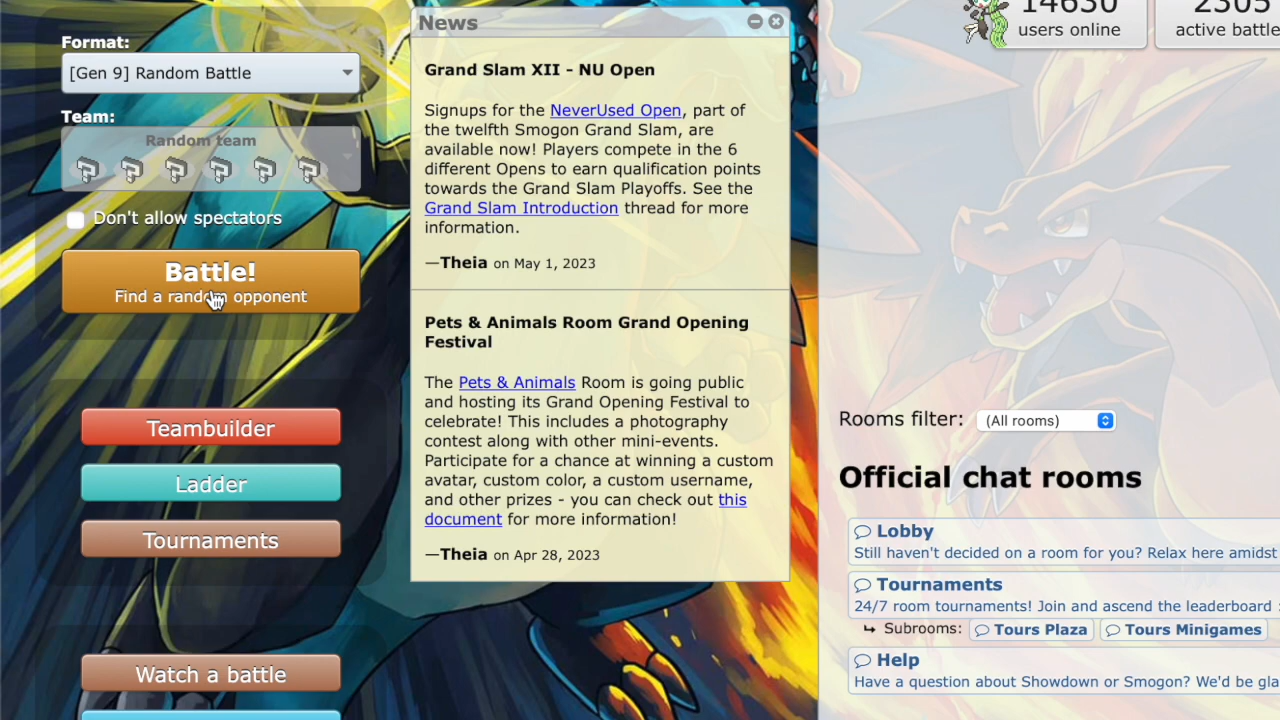 Format:
[Gen 9] Random Battle
Team:
Random team
Don't allow spectators
Battle!
Find a random opponent
Teambuilder
Ladder
Tournaments
Watch a battle
News
Grand Slam XII - NU Open
Signups for the NeverUsed Open, part of
the twelfth Smogon Grand Slam, are
available now! Players compete in the 6
different Opens to earn qualification points
towards the Grand Slam Playoffs. See the
Grand Slam Introduction thread for more
information.
—Theia on May 1, 2023
Pets & Animals Room Grand Opening
Festival
The Pets & Animals Room is going public
and hosting its Grand Opening Festival to
celebrate! This includes a photography
contest along with other mini-events.
Participate for a chance at winning a custom
avatar, custom color, a custom username,
and other prizes - you can check out this
document for more information!
—Theia on Apr 28, 2023
14630
users online
2305
active battle
Rooms filter: (All rooms)
Official chat rooms
Lobby
Still haven't decided on a room for you? Relax here amidst
Tournaments
24/7 room tournaments! Join and ascend the leaderboard
Subrooms: Tours Plaza Tours Minigames
Help
Have a question about Showdown or Smogon? We'd be gla